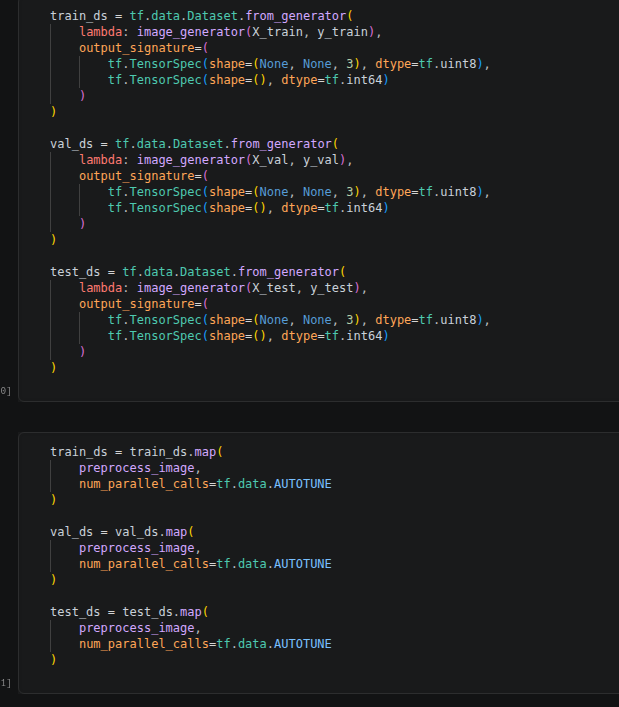 train_ds = tf.data.Dataset.from_generator(
    lambda: image_generator(X_train, y_train),
    output_signature=(
        tf.TensorSpec(shape=(None, None, 3), dtype=tf.uint8),
        tf.TensorSpec(shape=(), dtype=tf.int64)
    )
)

val_ds = tf.data.Dataset.from_generator(
    lambda: image_generator(X_val, y_val),
    output_signature=(
        tf.TensorSpec(shape=(None, None, 3), dtype=tf.uint8),
        tf.TensorSpec(shape=(), dtype=tf.int64)
    )
)

test_ds = tf.data.Dataset.from_generator(
    lambda: image_generator(X_test, y_test),
    output_signature=(
        tf.TensorSpec(shape=(None, None, 3), dtype=tf.uint8),
        tf.TensorSpec(shape=(), dtype=tf.int64)
    )
)
0]

train_ds = train_ds.map(
    preprocess_image,
    num_parallel_calls=tf.data.AUTOTUNE
)

val_ds = val_ds.map(
    preprocess_image,
    num_parallel_calls=tf.data.AUTOTUNE
)

test_ds = test_ds.map(
    preprocess_image,
    num_parallel_calls=tf.data.AUTOTUNE
)
1]